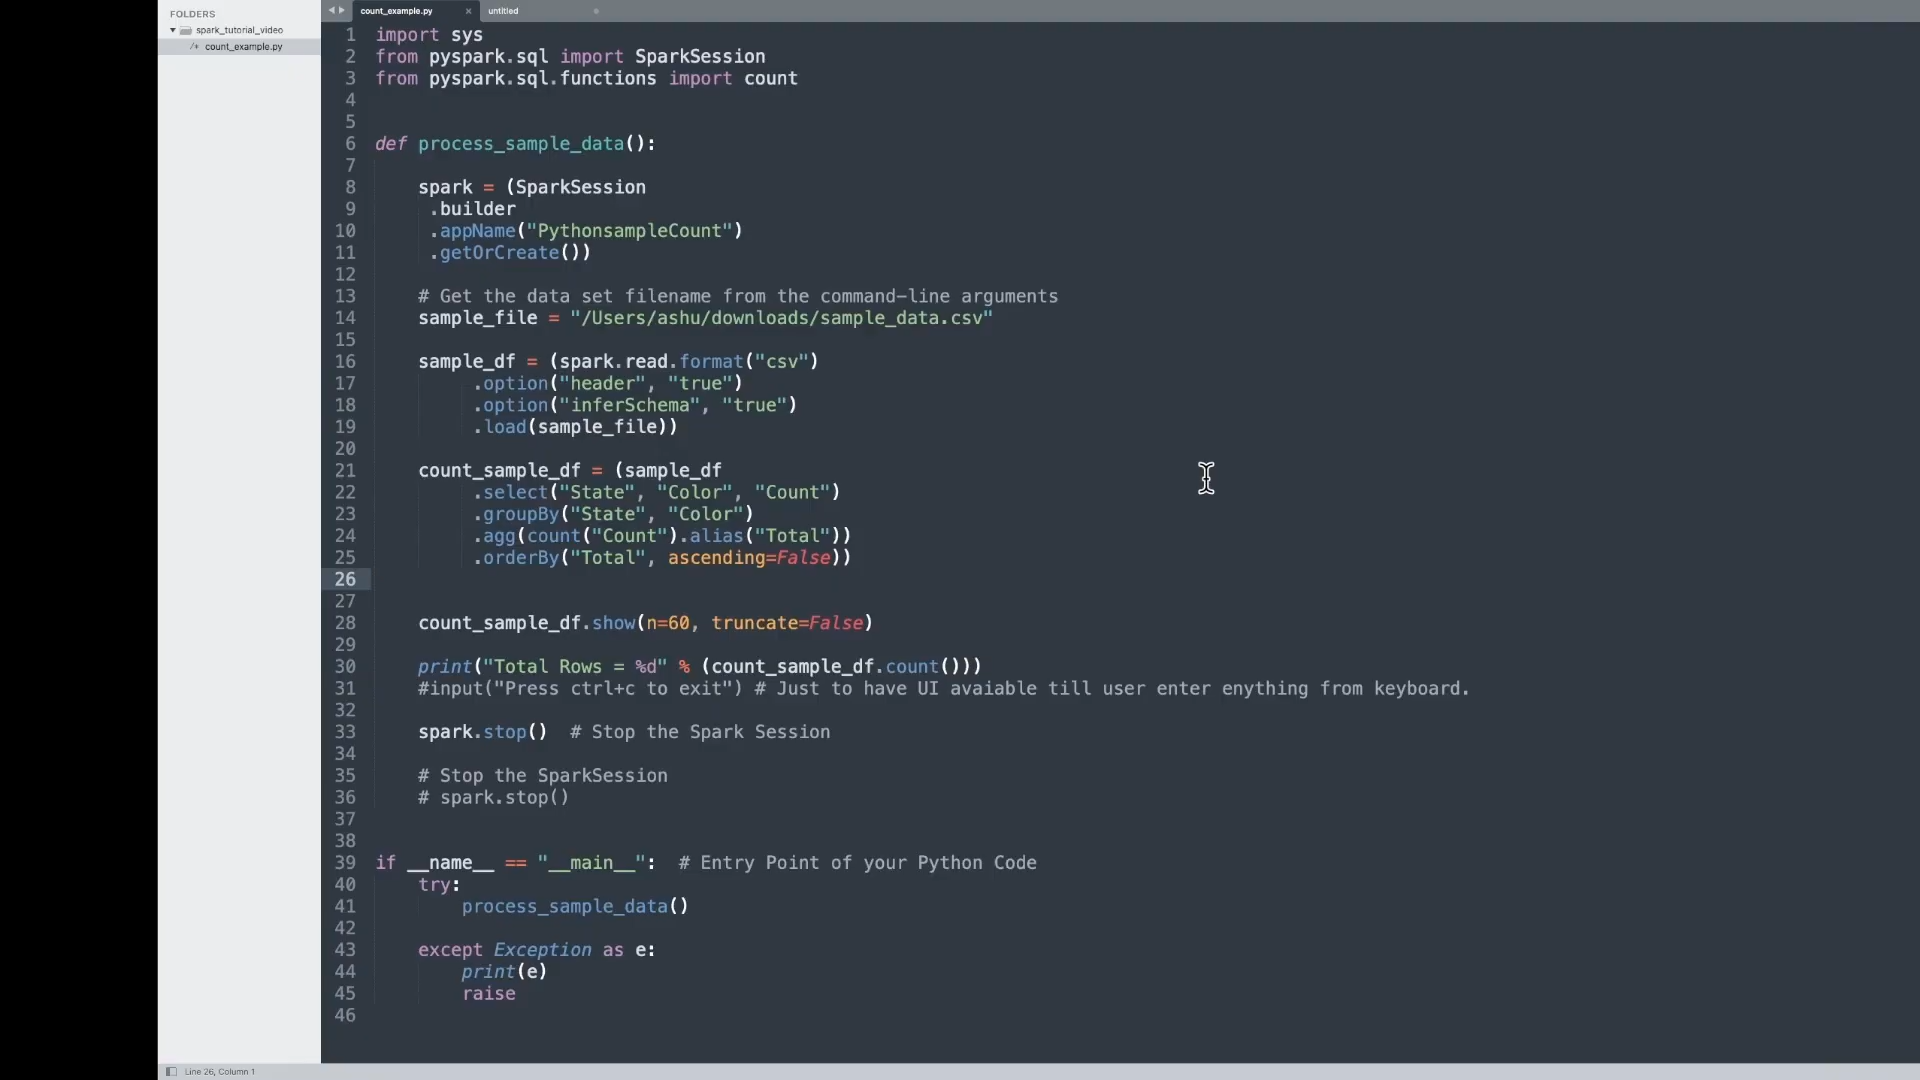 FOLDERS
spark_tutorial_video
/* count_example.py
count_example.py × untitled
1 import sys
2 from pyspark.sql import SparkSession
3 from pyspark.sql.functions import count
4
5
6 def process_sample_data():
7
8 spark = (SparkSession
9 .builder
10 .appName("PythonsampleCount")
11 .getOrCreate())
12
13 # Get the data set filename from the command-line arguments
14 sample_file = "/Users/ashu/downloads/sample_data.csv"
15
16 sample_df = (spark.read.format("csv")
17 .option("header", "true")
18 .option("inferSchema", "true")
19 .load(sample_file))
20
21 count_sample_df = (sample_df
22 .select("State", "Color", "Count")
23 .groupBy("State", "Color")
24 .agg(count("Count").alias("Total"))
25 .orderBy("Total", ascending=False))
26
27
28 count_sample_df.show(n=60, truncate=False)
29
30 print("Total Rows = %d" % (count_sample_df.count()))
31 #input("Press ctrl+c to exit") # Just to have UI avaiable till user enter enything from keyboard.
32
33 spark.stop() # Stop the Spark Session
34
35 # Stop the SparkSession
36 # spark.stop()
37
38
39 if __name__ == "__main__": # Entry Point of your Python Code
40 try:
41 process_sample_data()
42
43 except Exception as e:
44 print(e)
45 raise
46
Line 26, Column 1